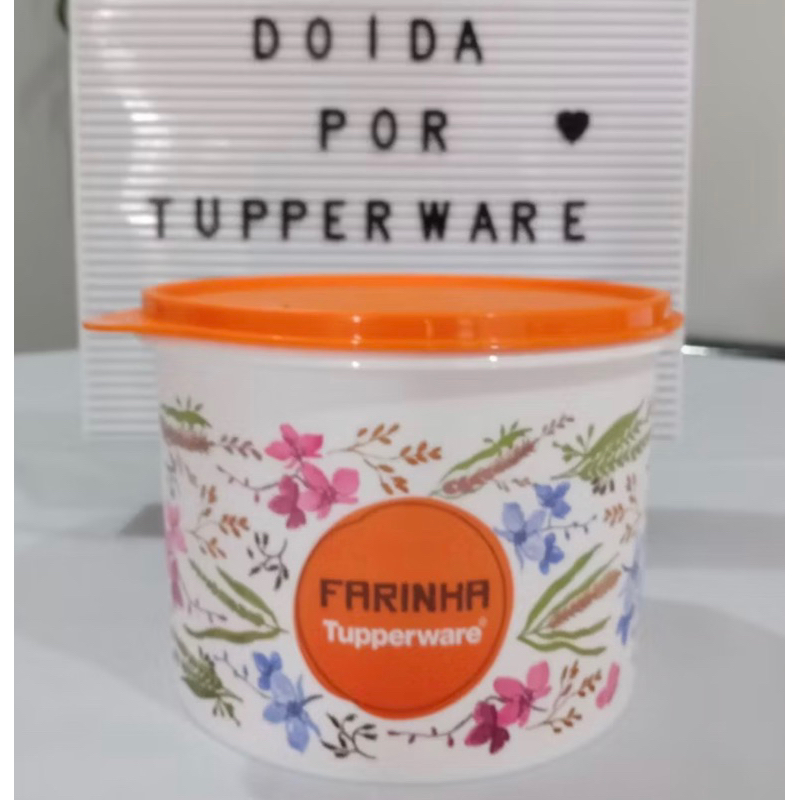 DOIDA
POR ♥
TUPPERWARE
FARINHA
Tupperware®